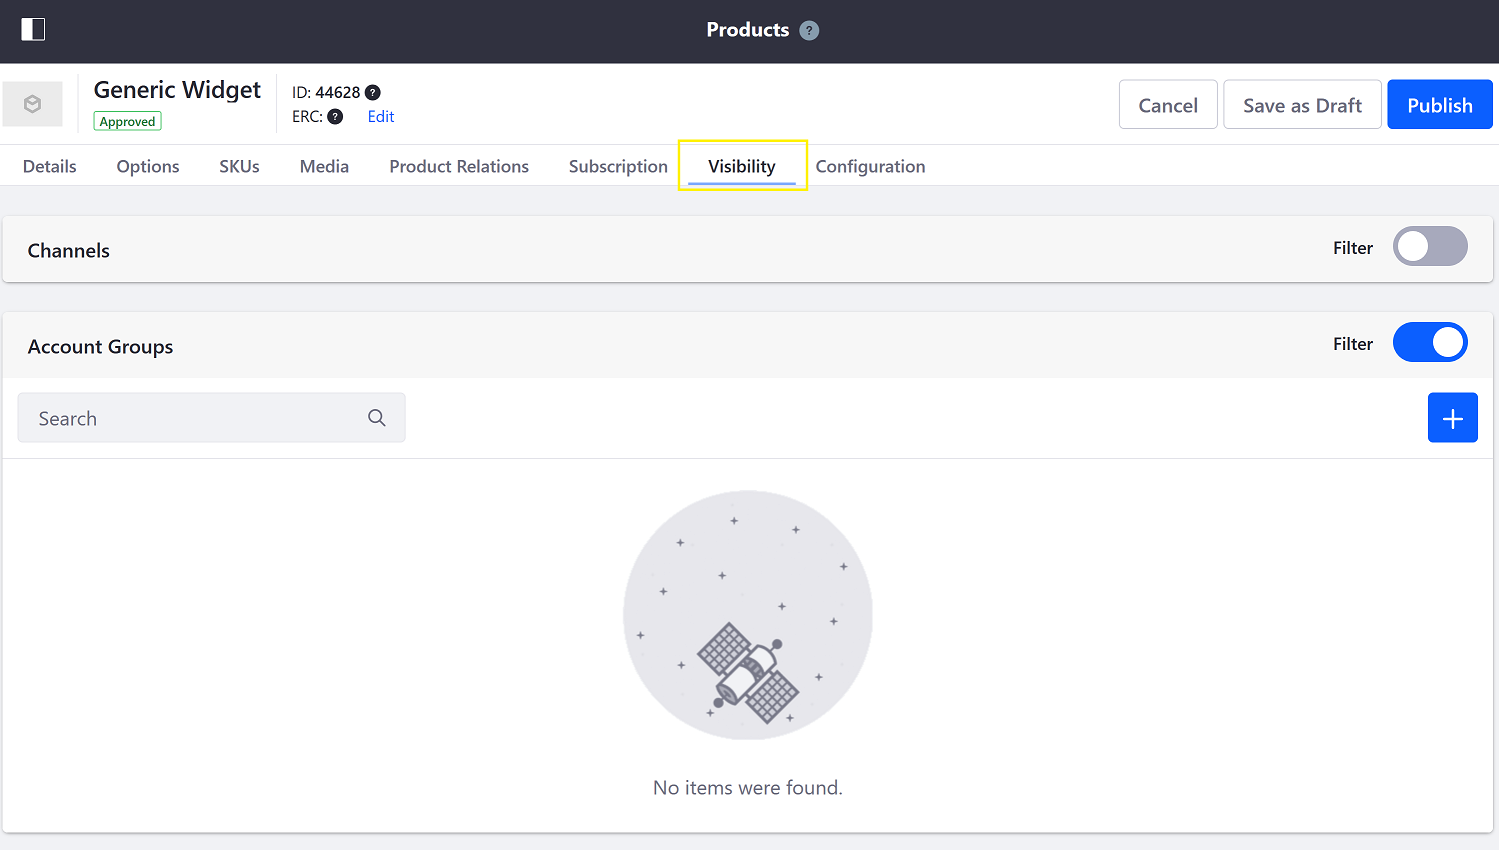 Products ?
Generic Widget
Approved
ID: 44628 ?
ERC: ? Edit
Cancel
Save as Draft
Publish
Details Options SKUs Media Product Relations Subscription Visibility Configuration
Channels
Filter
Account Groups
Filter
Search
No items were found.